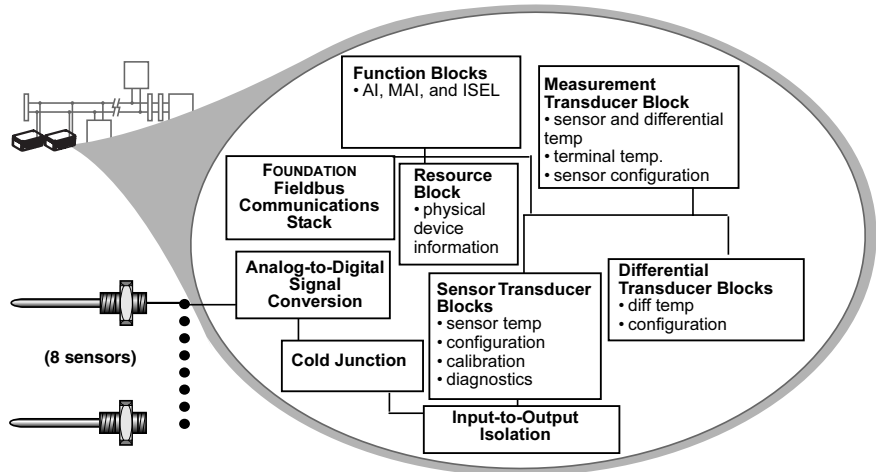 Function Blocks
• AI, MAI, and ISEL
Measurement
Transducer Block
• sensor and differential
temp
• terminal temp.
• sensor configuration
FOUNDATION
Fieldbus
Communications
Stack
Resource
Block
• physical
device
information
Analog-to-Digital
Signal
Conversion
Sensor Transducer
Blocks
• sensor temp
• configuration
• calibration
• diagnostics
Differential
Transducer Blocks
• diff temp
• configuration
(8 sensors)
Cold Junction
Input-to-Output
Isolation